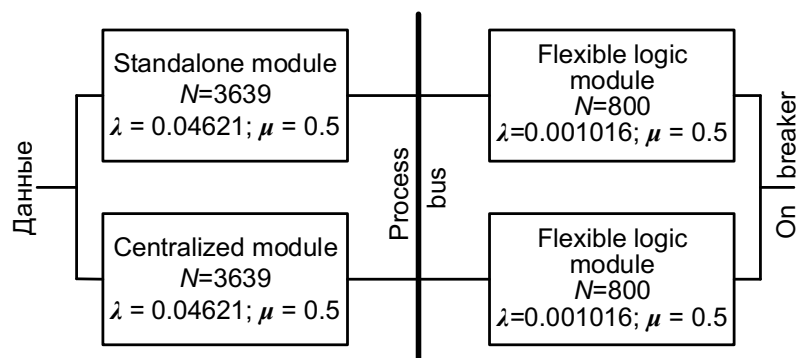 Данные
Standalone module
N=3639
λ = 0.04621; μ = 0.5
Centralized module
N=3639
λ = 0.04621; μ = 0.5
Process
bus
Flexible logic
module
N=800
λ=0.001016; μ = 0.5
Flexible logic
module
N=800
λ=0.001016; μ = 0.5
On breaker